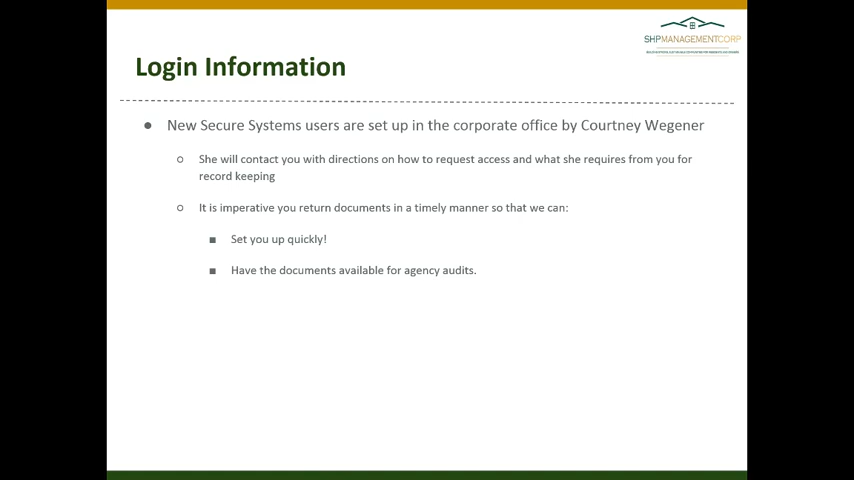 SHPMANAGEMENTCORP
Login Information
● New Secure Systems users are set up in the corporate office by Courtney Wegener
○ She will contact you with directions on how to request access and what she requires from you for
record keeping
○ It is imperative you return documents in a timely manner so that we can:
■ Set you up quickly!
■ Have the documents available for agency audits.